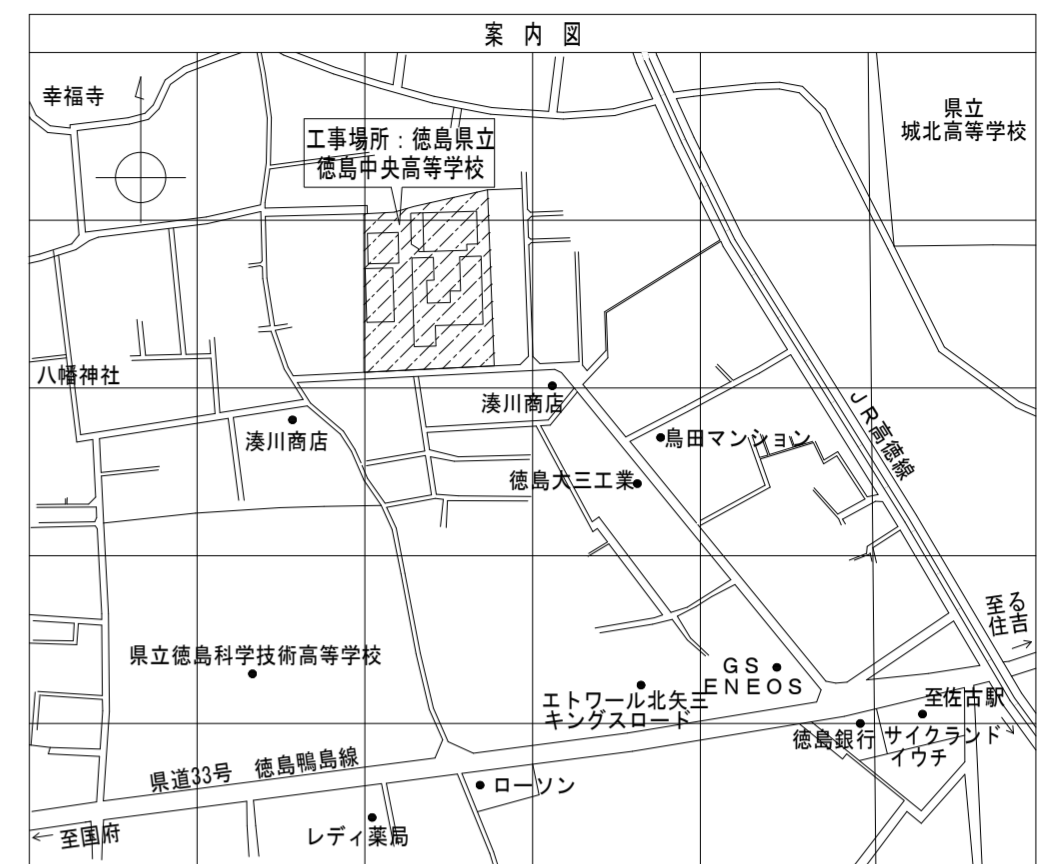 案内図
幸福寺
県立
城北高等学校
工事場所：徳島県立
徳島中央高等学校
八幡神社
湊川商店
湊川商店
鳥田マンション
JR高徳線
徳島大三工業
至る
住吉
県立徳島科学技術高等学校
GS
ENEOS
エトワール北矢三
キングスロード
至佐古駅
徳島銀行
サイクランド
イウチ
県道33号 徳島鴨島線
ローソン
至国府
レディ薬局